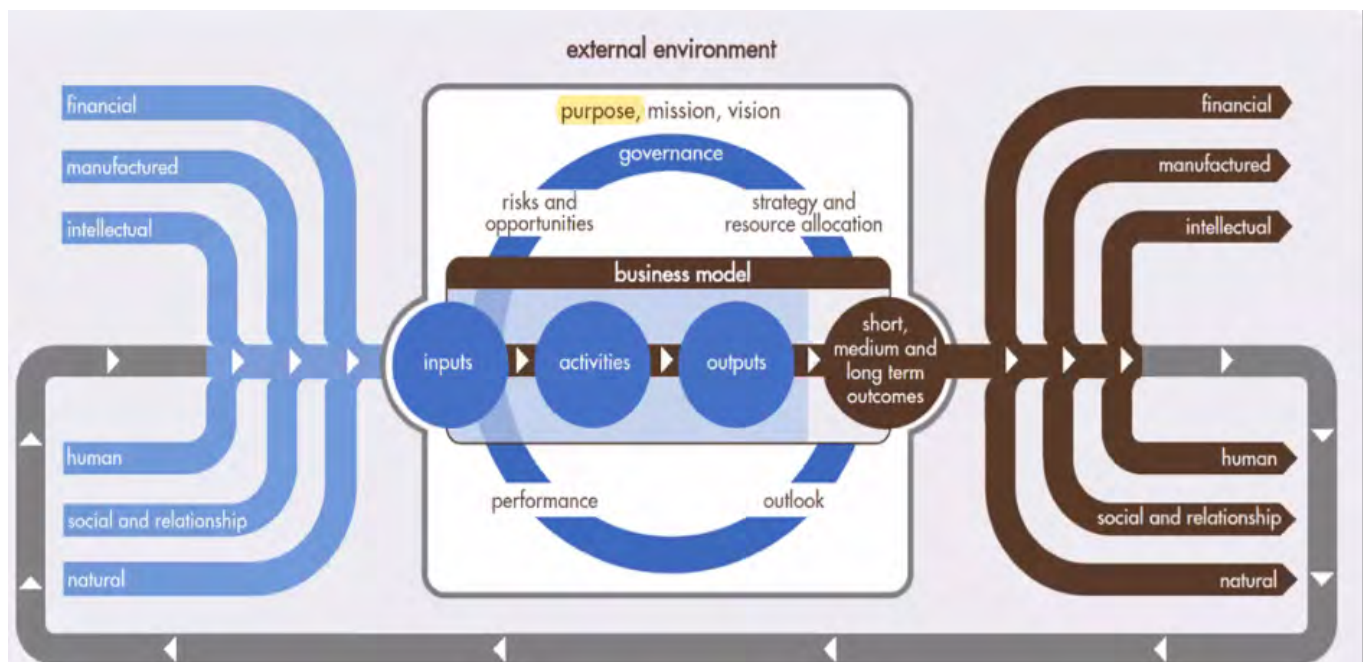 external environment
financial
manufactured
intellectual
human
social and relationship
natural
purpose, mission, vision
governance
risks and
opportunities
strategy and
resource allocation
business model
inputs
activities
outputs
short,
medium and
long term
outcomes
performance
outlook
financial
manufactured
intellectual
human
social and relationship
natural